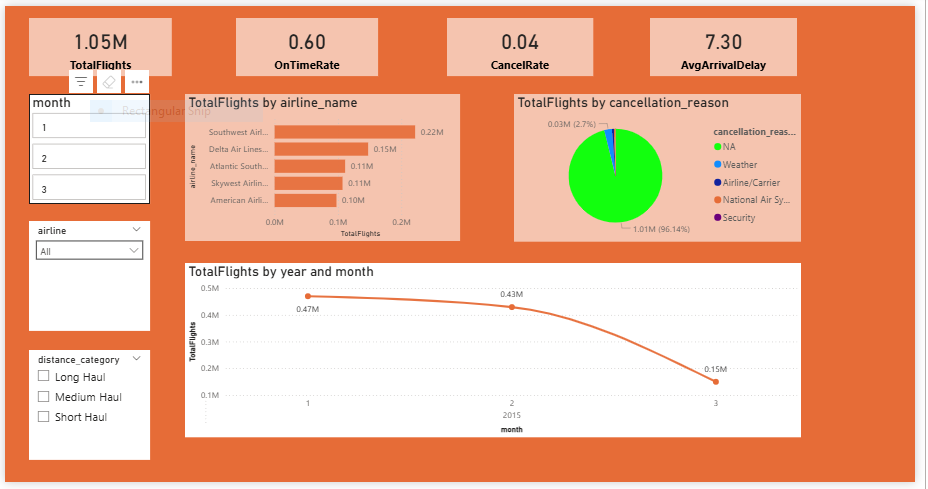 1.05M
TotalFlights
0.60
OnTimeRate
0.04
CancelRate
7.30
AvgArrivalDelay
month
1
2
3
Rectangular Snip
airline
All
distance_category
Long Haul
Medium Haul
Short Haul
TotalFlights by airline_name
airline_name
Southwest Airl...
0.22M
Delta Air Lines...
0.15M
Atlantic South...
0.11M
Skywest Airlin...
0.11M
American Airli...
0.10M
0.0M 0.1M 0.2M
TotalFlights
TotalFlights by cancellation_reason
0.03M (2.7%)
1.01M (96.14%)
cancellation_reas...
NA
Weather
Airline/Carrier
National Air Sy...
Security
TotalFlights by year and month
TotalFlights
0.5M
0.4M
0.3M
0.2M
0.1M
0.47M
0.43M
0.15M
1 2 3
2015
month